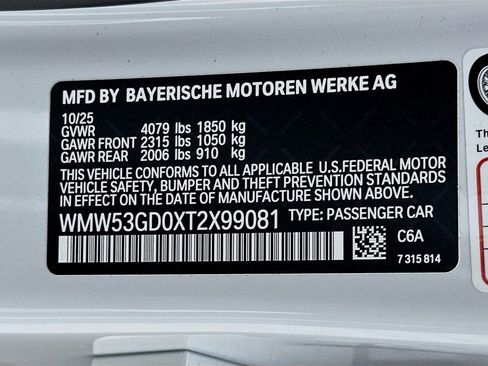 MFD BY BAYERISCHE MOTOREN WERKE AG
10/25
GVWR 4079 lbs 1850 kg
GAWR FRONT 2315 lbs 1050 kg
GAWR REAR 2006 lbs 910 kg
THIS VEHICLE CONFORMS TO ALL APPLICABLE U.S.FEDERAL MOTOR
VEHICLE SAFETY, BUMPER AND THEFT PREVENTION STANDARDS
IN EFFECT ON THE DATE OF MANUFACTURE SHOWN ABOVE.
WMW53GD0XT2X99081 TYPE: PASSENGER CAR
C6A
7 315 814
Th
Le